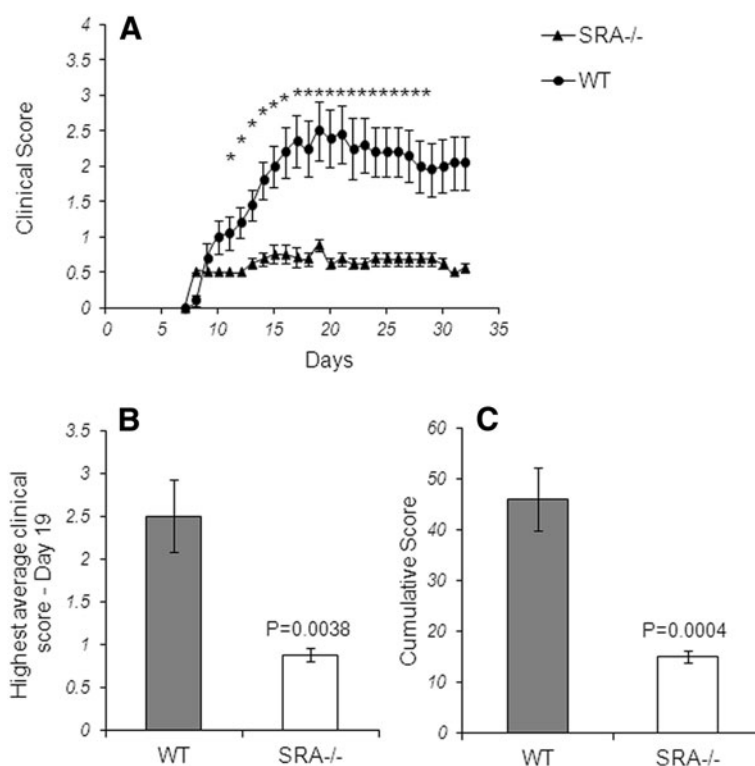 A
SRA-/-
WT
Clinical Score
4
3.5
3
2.5
2
1.5
1
0.5
0
* * * * * * * * * * * * * * * * * * *
0 5 10 15 20 25 30 35
Days
B
Highest average clinical
score - Day 19
3.5
3
2.5
2
1.5
1
0.5
0
P=0.0038
WT SRA-/-
C
Cumulative Score
60
50
40
30
20
10
0
P=0.0004
WT SRA-/-